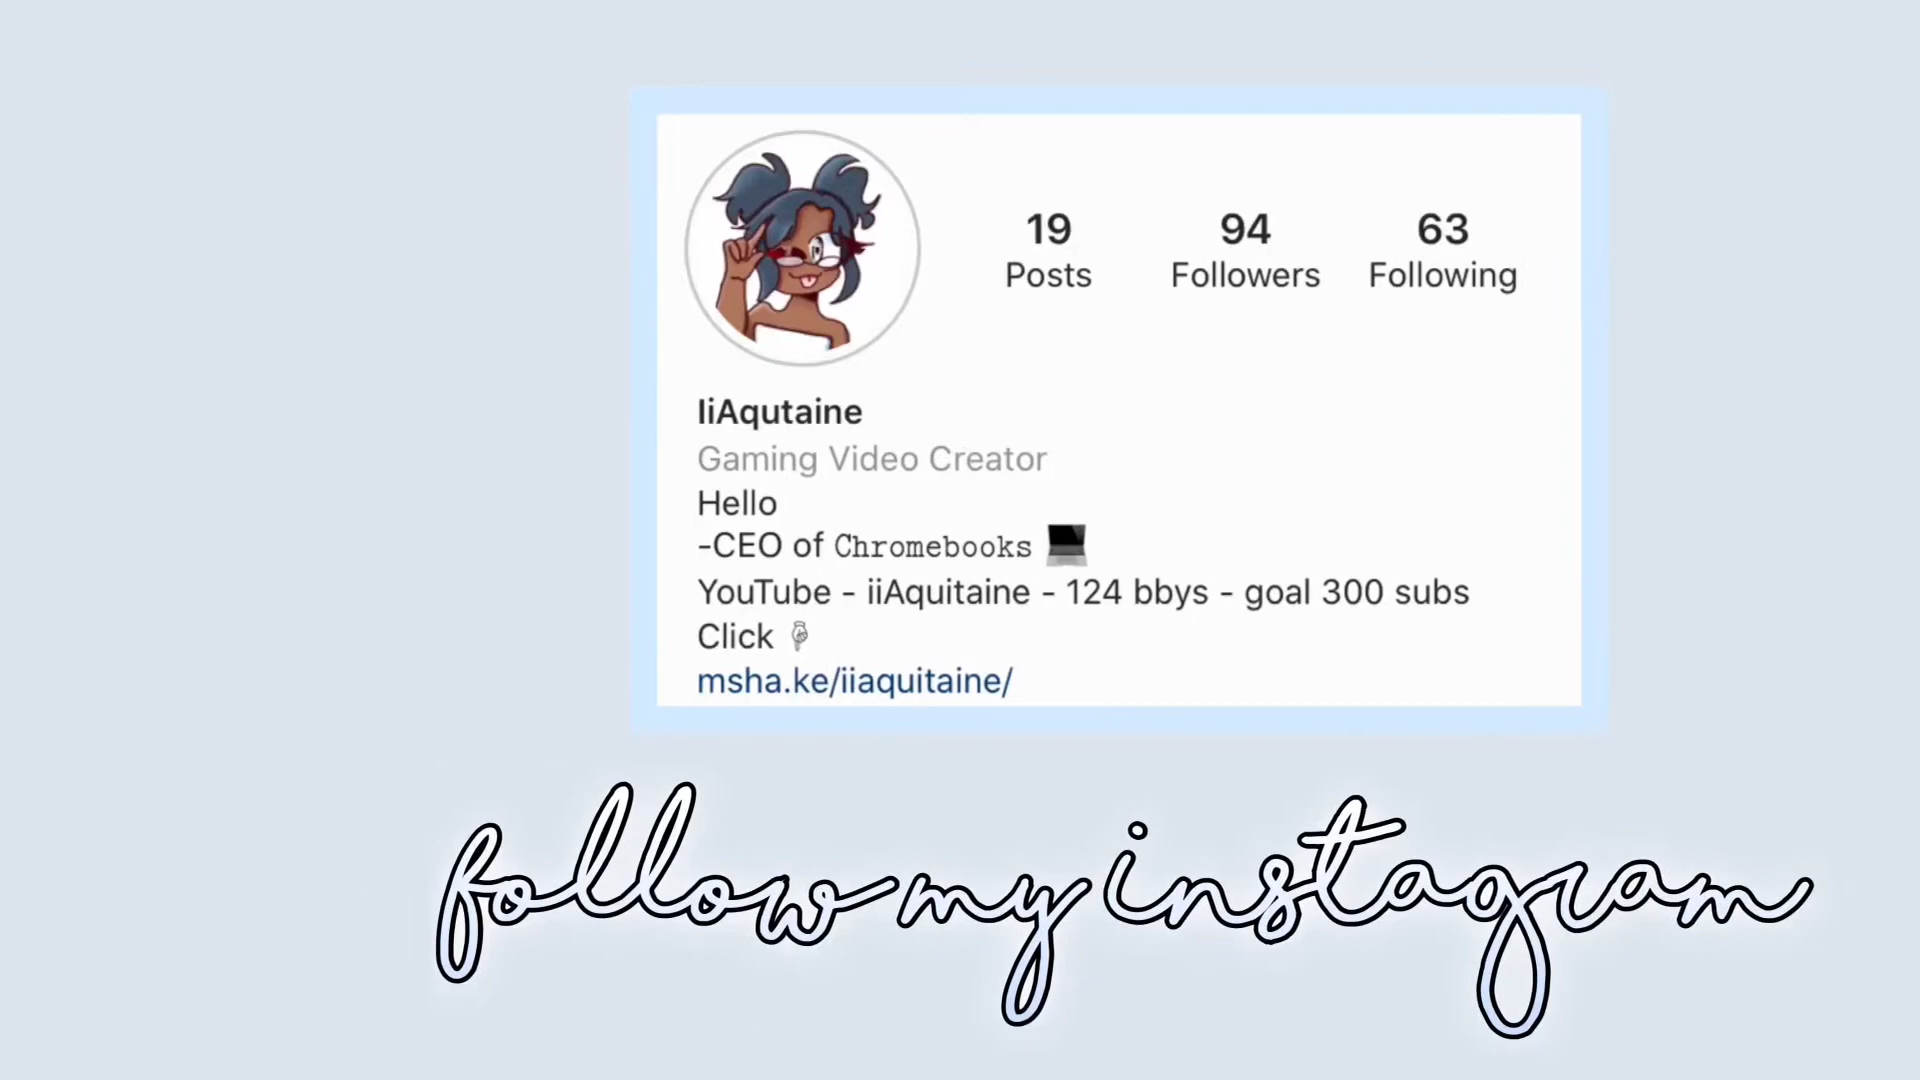 19 94 63
Posts Followers Following
IiAqutaine
Gaming Video Creator
Hello
-CEO of Chromebooks 💻
YouTube - iiAquitaine - 124 bbys - goal 300 subs
Click 👇
msha.ke/iiaquitaine/
follow my instagram